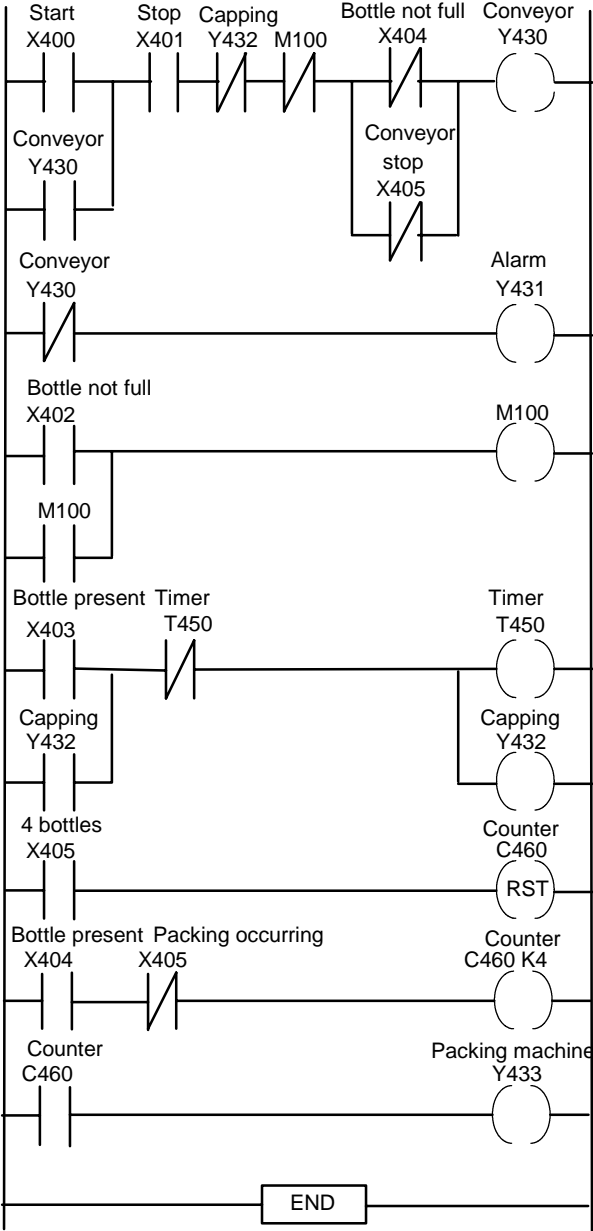 Start
X400
Stop
X401
Capping
Y432
M100
Bottle not full
X404
Conveyor
Y430
Conveyor
Y430
Conveyor
stop
X405
Conveyor
Y430
Alarm
Y431
Bottle not full
X402
M100
M100
Bottle present
X403
Timer
T450
Timer
T450
Capping
Y432
Capping
Y432
4 bottles
X405
Counter
C460
RST
Bottle present
X404
Packing occurring
X405
Counter
C460 K4
Counter
C460
Packing machine
Y433
END